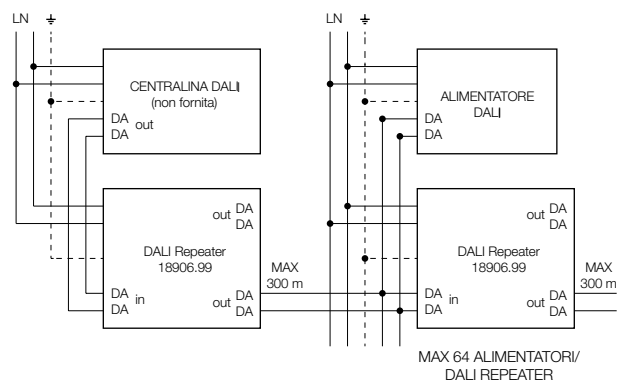 LN
LN
CENTRALINA DALI
(non fornita)
DA out
DA
ALIMENTATORE
DALI
DA
DA
out DA
DA
DALI Repeater
18906.99
MAX
300 m
DA in
DA
out DA
DA
out DA
DA
DALI Repeater
18906.99
MAX
300 m
DA in
DA
out DA
DA
MAX 64 ALIMENTATORI/
DALI REPEATER